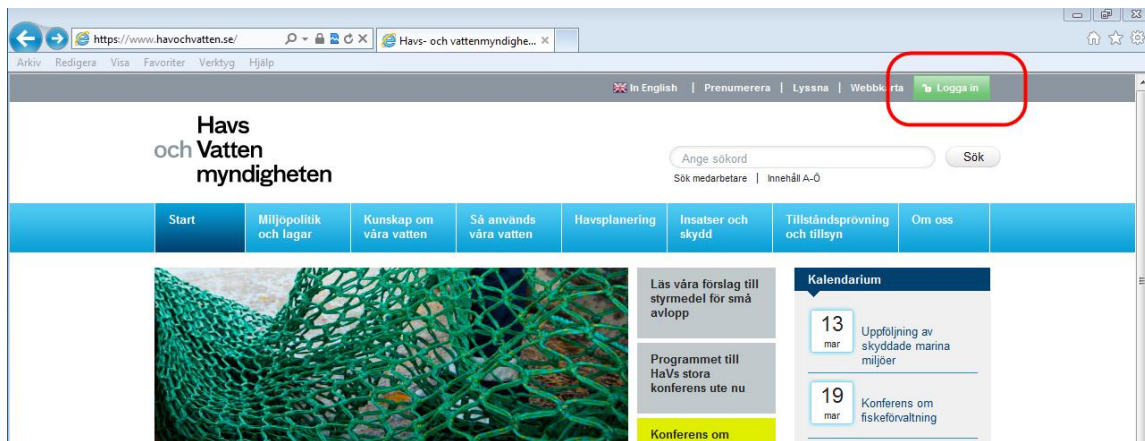 https://www.havochvatten.se/
Havs- och vattenmyndighe...
Arkiv Redigera Visa Favoriter Verktyg Hjälp
In English | Prenumerera | Lyssna | Webbkarta Logga in
Havs
och Vatten
myndigheten
Ange sökord Sök
Sök medarbetare | Innehåll A-Ö
Start Miljöpolitik och lagar Kunskap om våra vatten Så används våra vatten Havsplanering Insatser och skydd Tillståndsprövning och tillsyn Om oss
Läs våra förslag till
styrmedel för små
avlopp
Programmet till
HaVs stora
konferens ute nu
Konferens om
Kalendarium
13
mar
Uppföljning av
skyddade marina
miljöer
19
mar
Konferens om
fiskeförvaltning